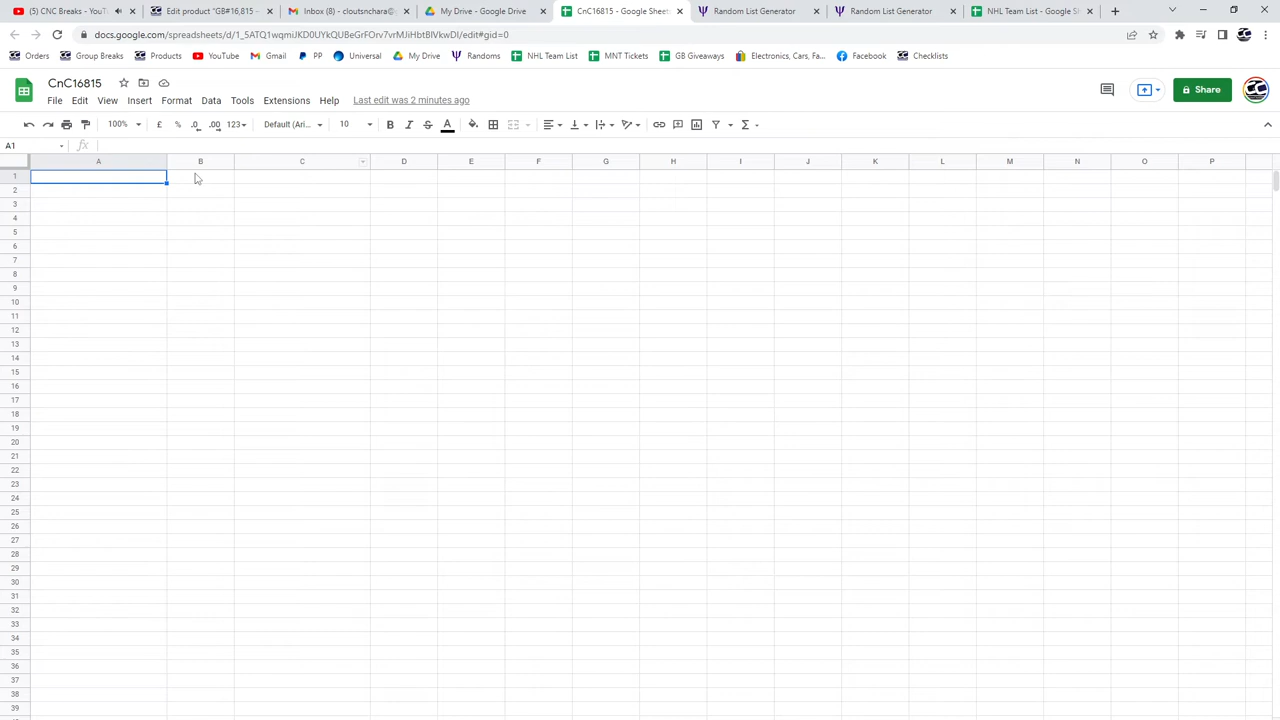 (5) CNC Breaks - YouTu
Edit product "GB#16,815 -
Inbox (8) - cloutsnchara@
My Drive - Google Drive
CnC16815 - Google Sheets
Random List Generator
Random List Generator
NHL Team List - Google Sh
docs.google.com/spreadsheets/d/1_5ATQ1wqmiJKD0UYkQU8eGrFOrv7vrMJiHbtBlVkwDI/edit#gid=0
Orders Group Breaks Products YouTube Gmail PP Universal My Drive Randoms NHL Team List MNT Tickets GB Giveaways Electronics, Cars, Fa... Facebook Checklists
CnC16815
File Edit View Insert Format Data Tools Extensions Help Last edit was 2 minutes ago
Share
100% £ % .0 .00 123 Default (Ari... 10 B I S A Σ
A1 fx
A B C D E F G H I J K L M N O P
1
2
3
4
5
6
7
8
9
10
11
12
13
14
15
16
17
18
19
20
21
22
23
24
25
26
27
28
29
30
31
32
33
34
35
36
37
38
39